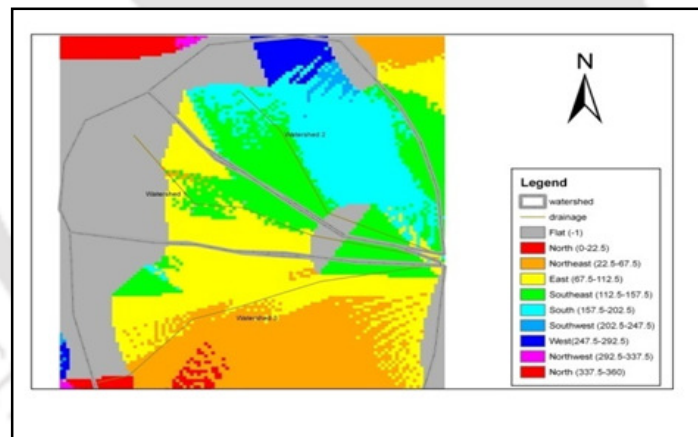 N
Watershed 2
Watershed
Watershed
Legend
watershed
drainage
Flat (-1)
North (0-22.5)
Northeast (22.5-67.5)
East (67.5-112.5)
Southeast (112.5-157.5)
South (157.5-202.5)
Southwest (202.5-247.5)
West(247.5-292.5)
Northwest (292.5-337.5)
North (337.5-360)